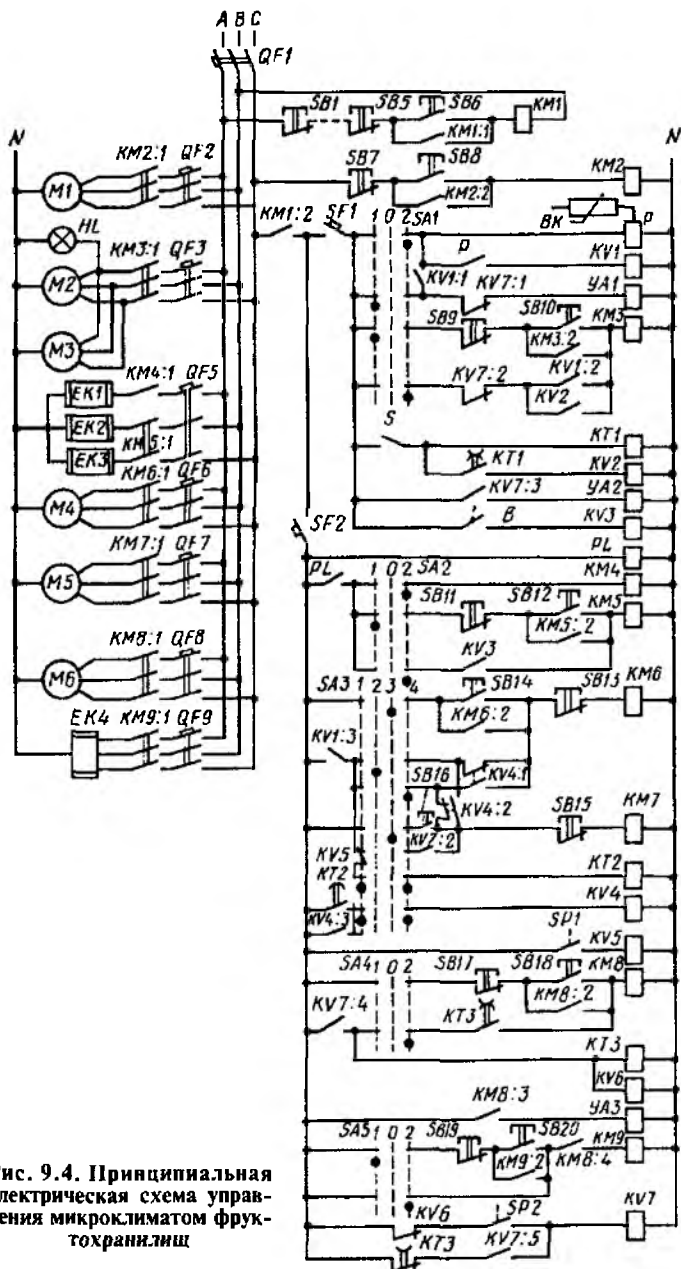 A B C
QF1
N
N
SB1 SB5 SB6 KM1
KM1:1
KM2:1 QF2
SB7 SB8 KM2
KM2:2
M1
HL
KM1:2 SF1 1 0 2 SA1
BK P
KM3:1 QF3
P KV1
M2
KV1:1 KV7:1 УA1
SB9 SB10 KM3
M3
KM3:2
KM4:1 QF5
KV7:2 KV1:2
EK1
KV2
EK2
S
KM5:1
KT1
EK3
KT1 KV2
KM6:1 QF6
KV7:3 УA2
M4
B KV3
SF2
KM7:1 QF7
PL
PL 1 0 2 SA2 KM4
M5
SB11 SB12 KM5
KM5:2
KM8:1 QF8
KV3
M6
SA3 1 2 3 4 SB14 SB13 KM6
EK4 KM9:1 QF9
KM6:2
KV1:3
KV4:1
SB16
KV4:2
SB15 KM7
KV7:2
KV5
KT2
KT2
KV4
KV4:3
SP1
KV5
SA4 1 0 2 SB17 SB18 KM8
KM8:2
KV7:4
KT3
KT3
KV6
KM8:3
УA3
SA5 1 0 2 SB19 SB20 KM9
KM9:2 KM8:4
KV6 SP2 KV7
KT3 KV7:5
ис. 9.4. Принципиальная
лектрическая схема управ-
ения микроклиматом фрук-
тохранилищ